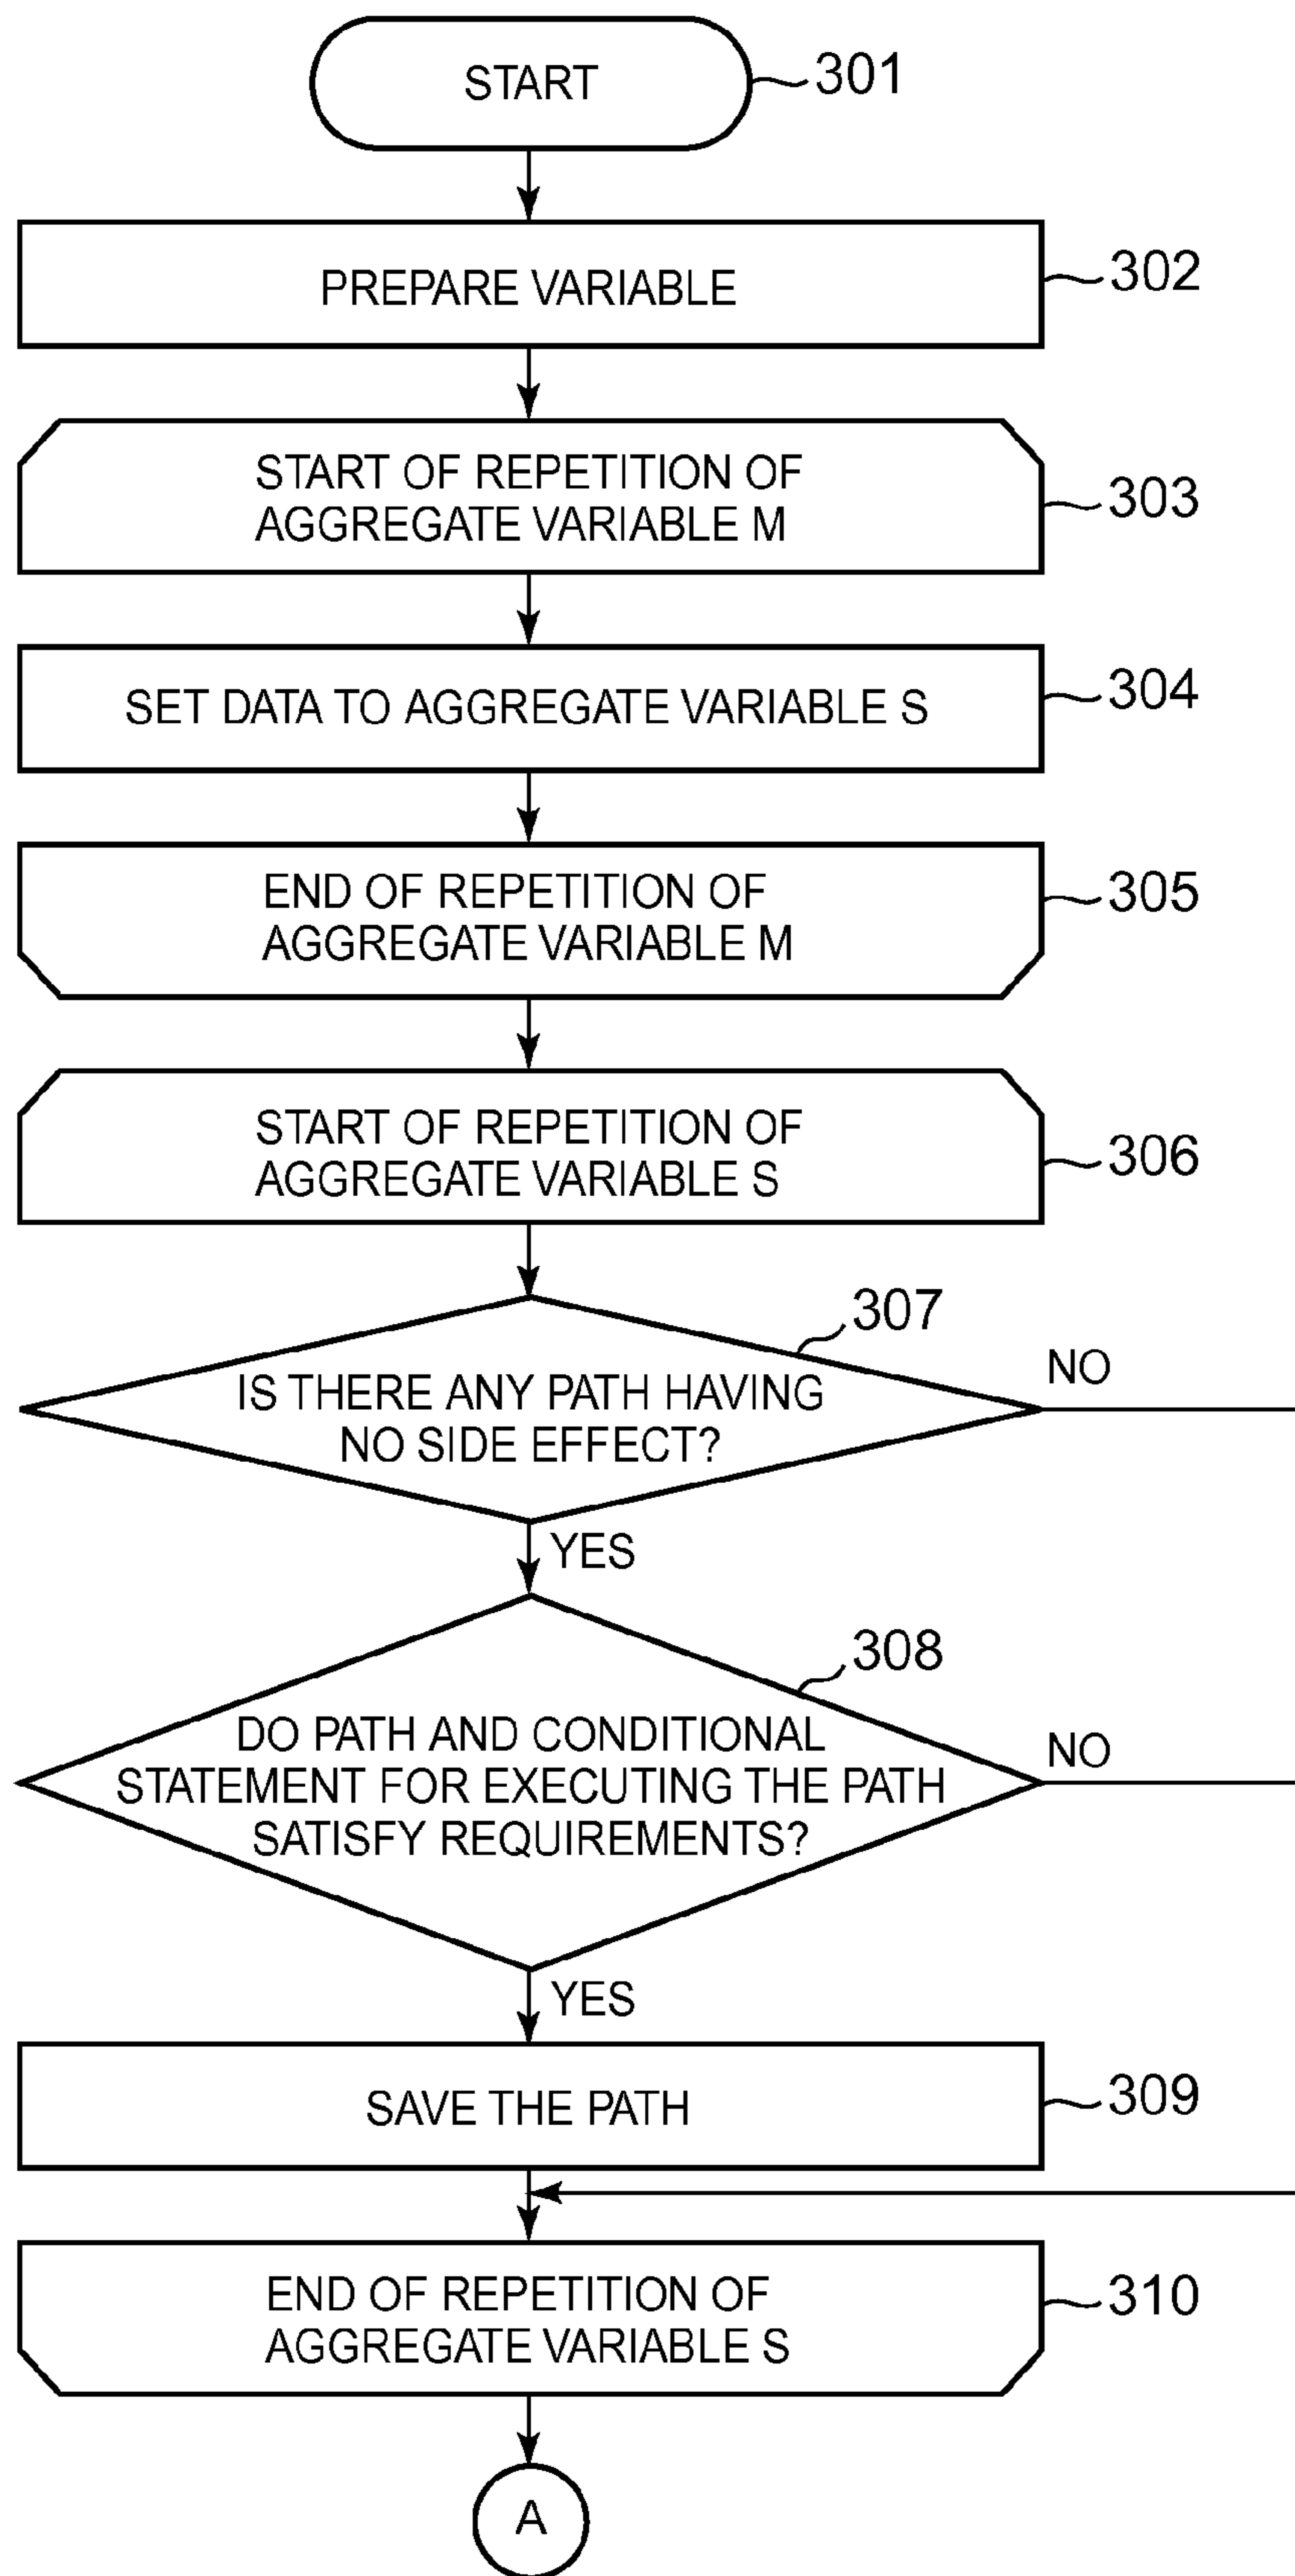 START
301
PREPARE VARIABLE
302
START OF REPETITION OF
AGGREGATE VARIABLE M
303
SET DATA TO AGGREGATE VARIABLE S
304
END OF REPETITION OF
AGGREGATE VARIABLE M
305
START OF REPETITION OF
AGGREGATE VARIABLE S
306
307
IS THERE ANY PATH HAVING
NO SIDE EFFECT?
NO
YES
308
DO PATH AND CONDITIONAL
STATEMENT FOR EXECUTING THE PATH
SATISFY REQUIREMENTS?
NO
YES
SAVE THE PATH
309
END OF REPETITION OF
AGGREGATE VARIABLE S
310
A